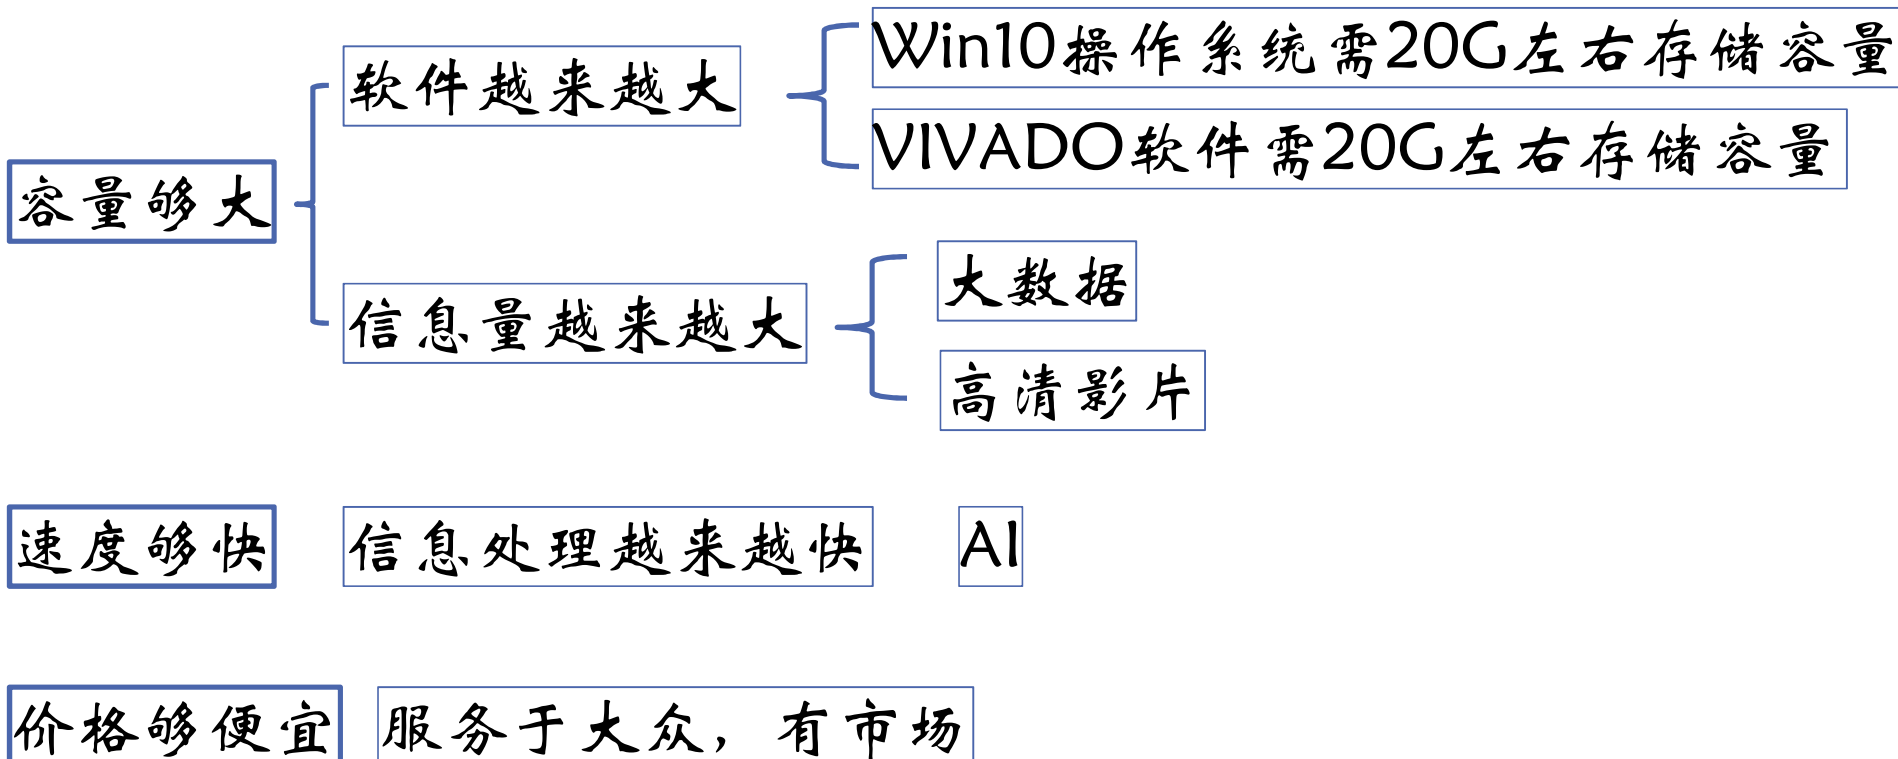 容量够大
软件越来越大
Win10操作系统需20G左右存储容量
VIVADO软件需20G左右存储容量
信息量越来越大
大数据
高清影片
速度够快
信息处理越来越快
AI
价格够便宜
服务于大众，有市场